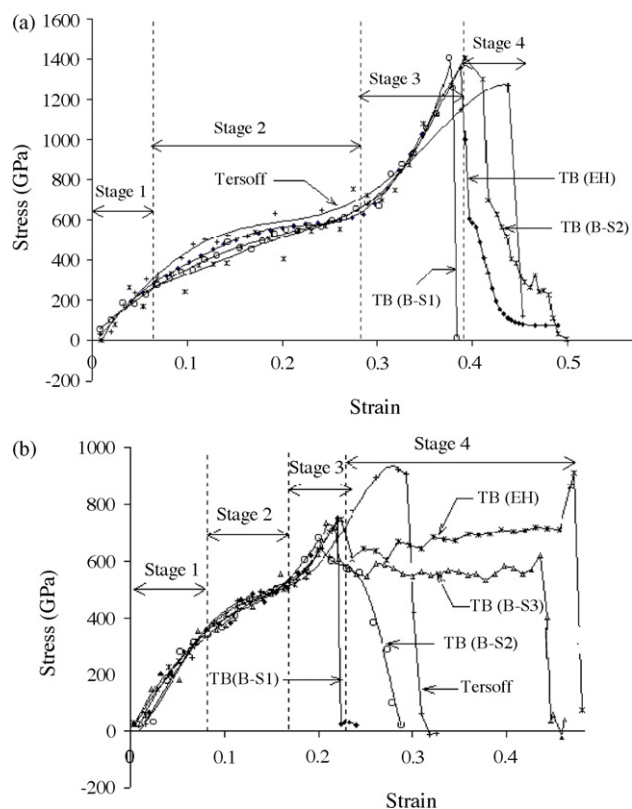 (a)
1600
1400
1200
1000
800
600
400
200
0
-200
Stress (GPa)
Stage 1
Stage 2
Stage 3
Stage 4
Tersoff
TB (EH)
TB (B-S2)
TB (B-S1)
0 0.1 0.2 0.3 0.4 0.5
Strain
(b)
1000
800
600
400
200
0
-200
Stress (GPa)
Stage 1
Stage 2
Stage 3
Stage 4
TB (EH)
TB (B-S3)
TB (B-S2)
TB(B-S1)
Tersoff
0 0.1 0.2 0.3 0.4
Strain